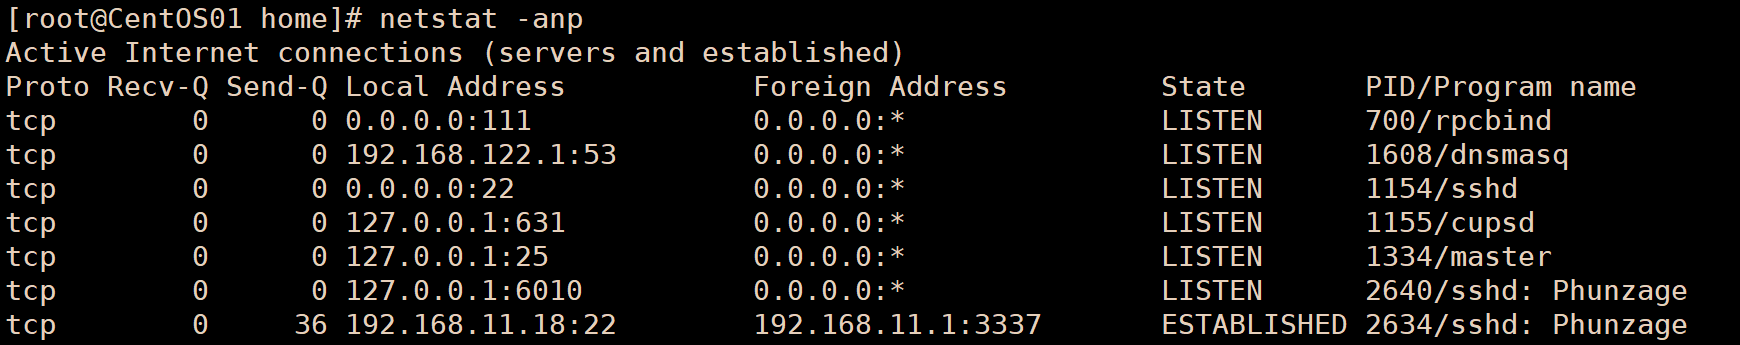 [root@CentOS01 home]# netstat -anp
Active Internet connections (servers and established)
Proto Recv-Q Send-Q Local Address           Foreign Address         State       PID/Program name
tcp        0      0 0.0.0.0:111             0.0.0.0:*               LISTEN      700/rpcbind
tcp        0      0 192.168.122.1:53        0.0.0.0:*               LISTEN      1608/dnsmasq
tcp        0      0 0.0.0.0:22              0.0.0.0:*               LISTEN      1154/sshd
tcp        0      0 127.0.0.1:631           0.0.0.0:*               LISTEN      1155/cupsd
tcp        0      0 127.0.0.1:25            0.0.0.0:*               LISTEN      1334/master
tcp        0      0 127.0.0.1:6010          0.0.0.0:*               LISTEN      2640/sshd: Phunzage
tcp        0     36 192.168.11.18:22        192.168.11.1:3337       ESTABLISHED 2634/sshd: Phunzage